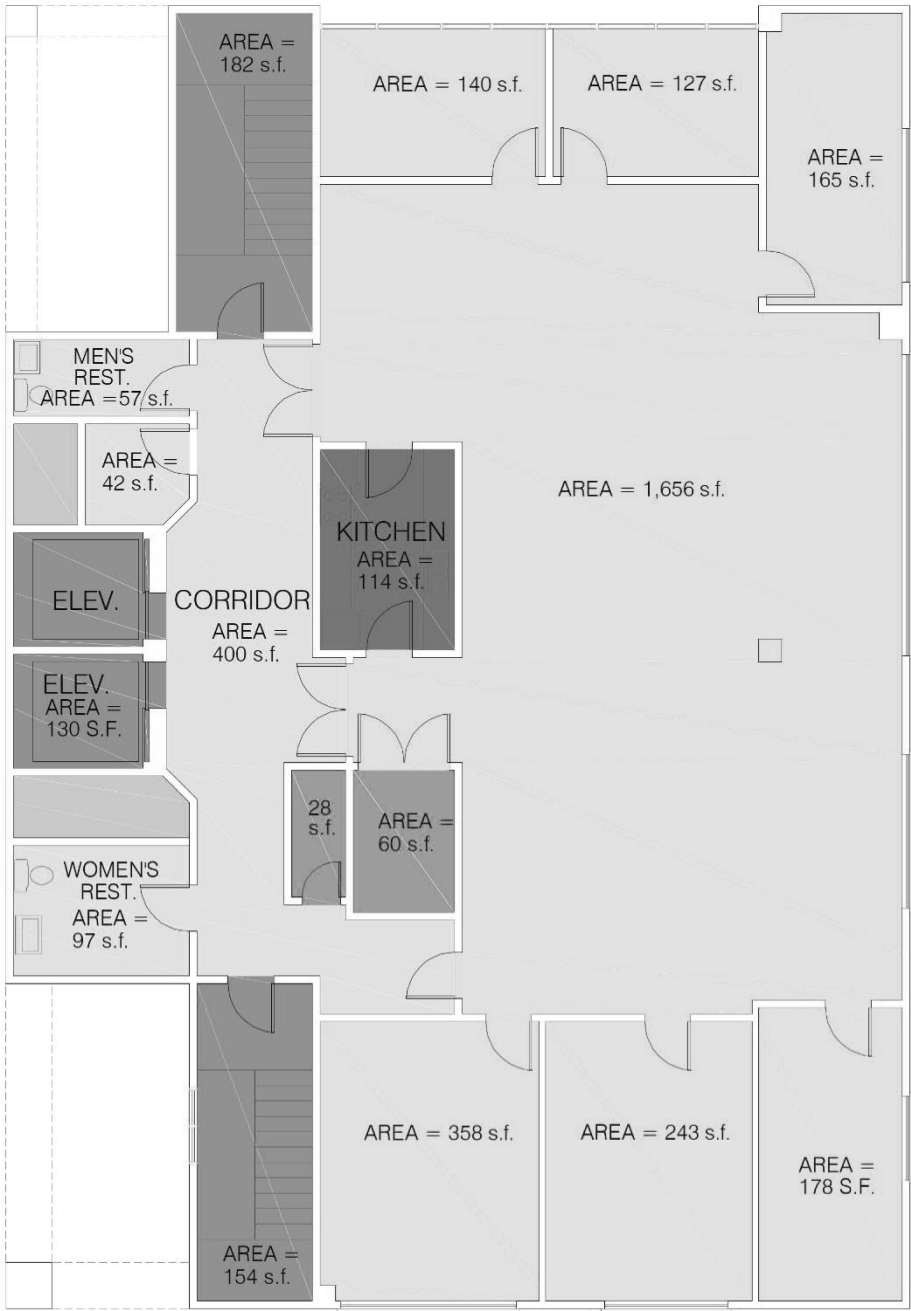 AREA =
182 s.f.
AREA = 140 s.f.
AREA = 127 s.f.
AREA =
165 s.f.
MEN'S
REST.
AREA =57 s.f.
AREA =
42 s.f.
AREA = 1,656 s.f.
KITCHEN
AREA =
114 s.f.
ELEV.
CORRIDOR
AREA =
400 s.f.
ELEV.
AREA =
130 S.F.
28
s.f.
AREA =
60 s.f.
WOMEN'S
REST.
AREA =
97 s.f.
AREA = 358 s.f.
AREA = 243 s.f.
AREA =
178 S.F.
AREA =
154 s.f.